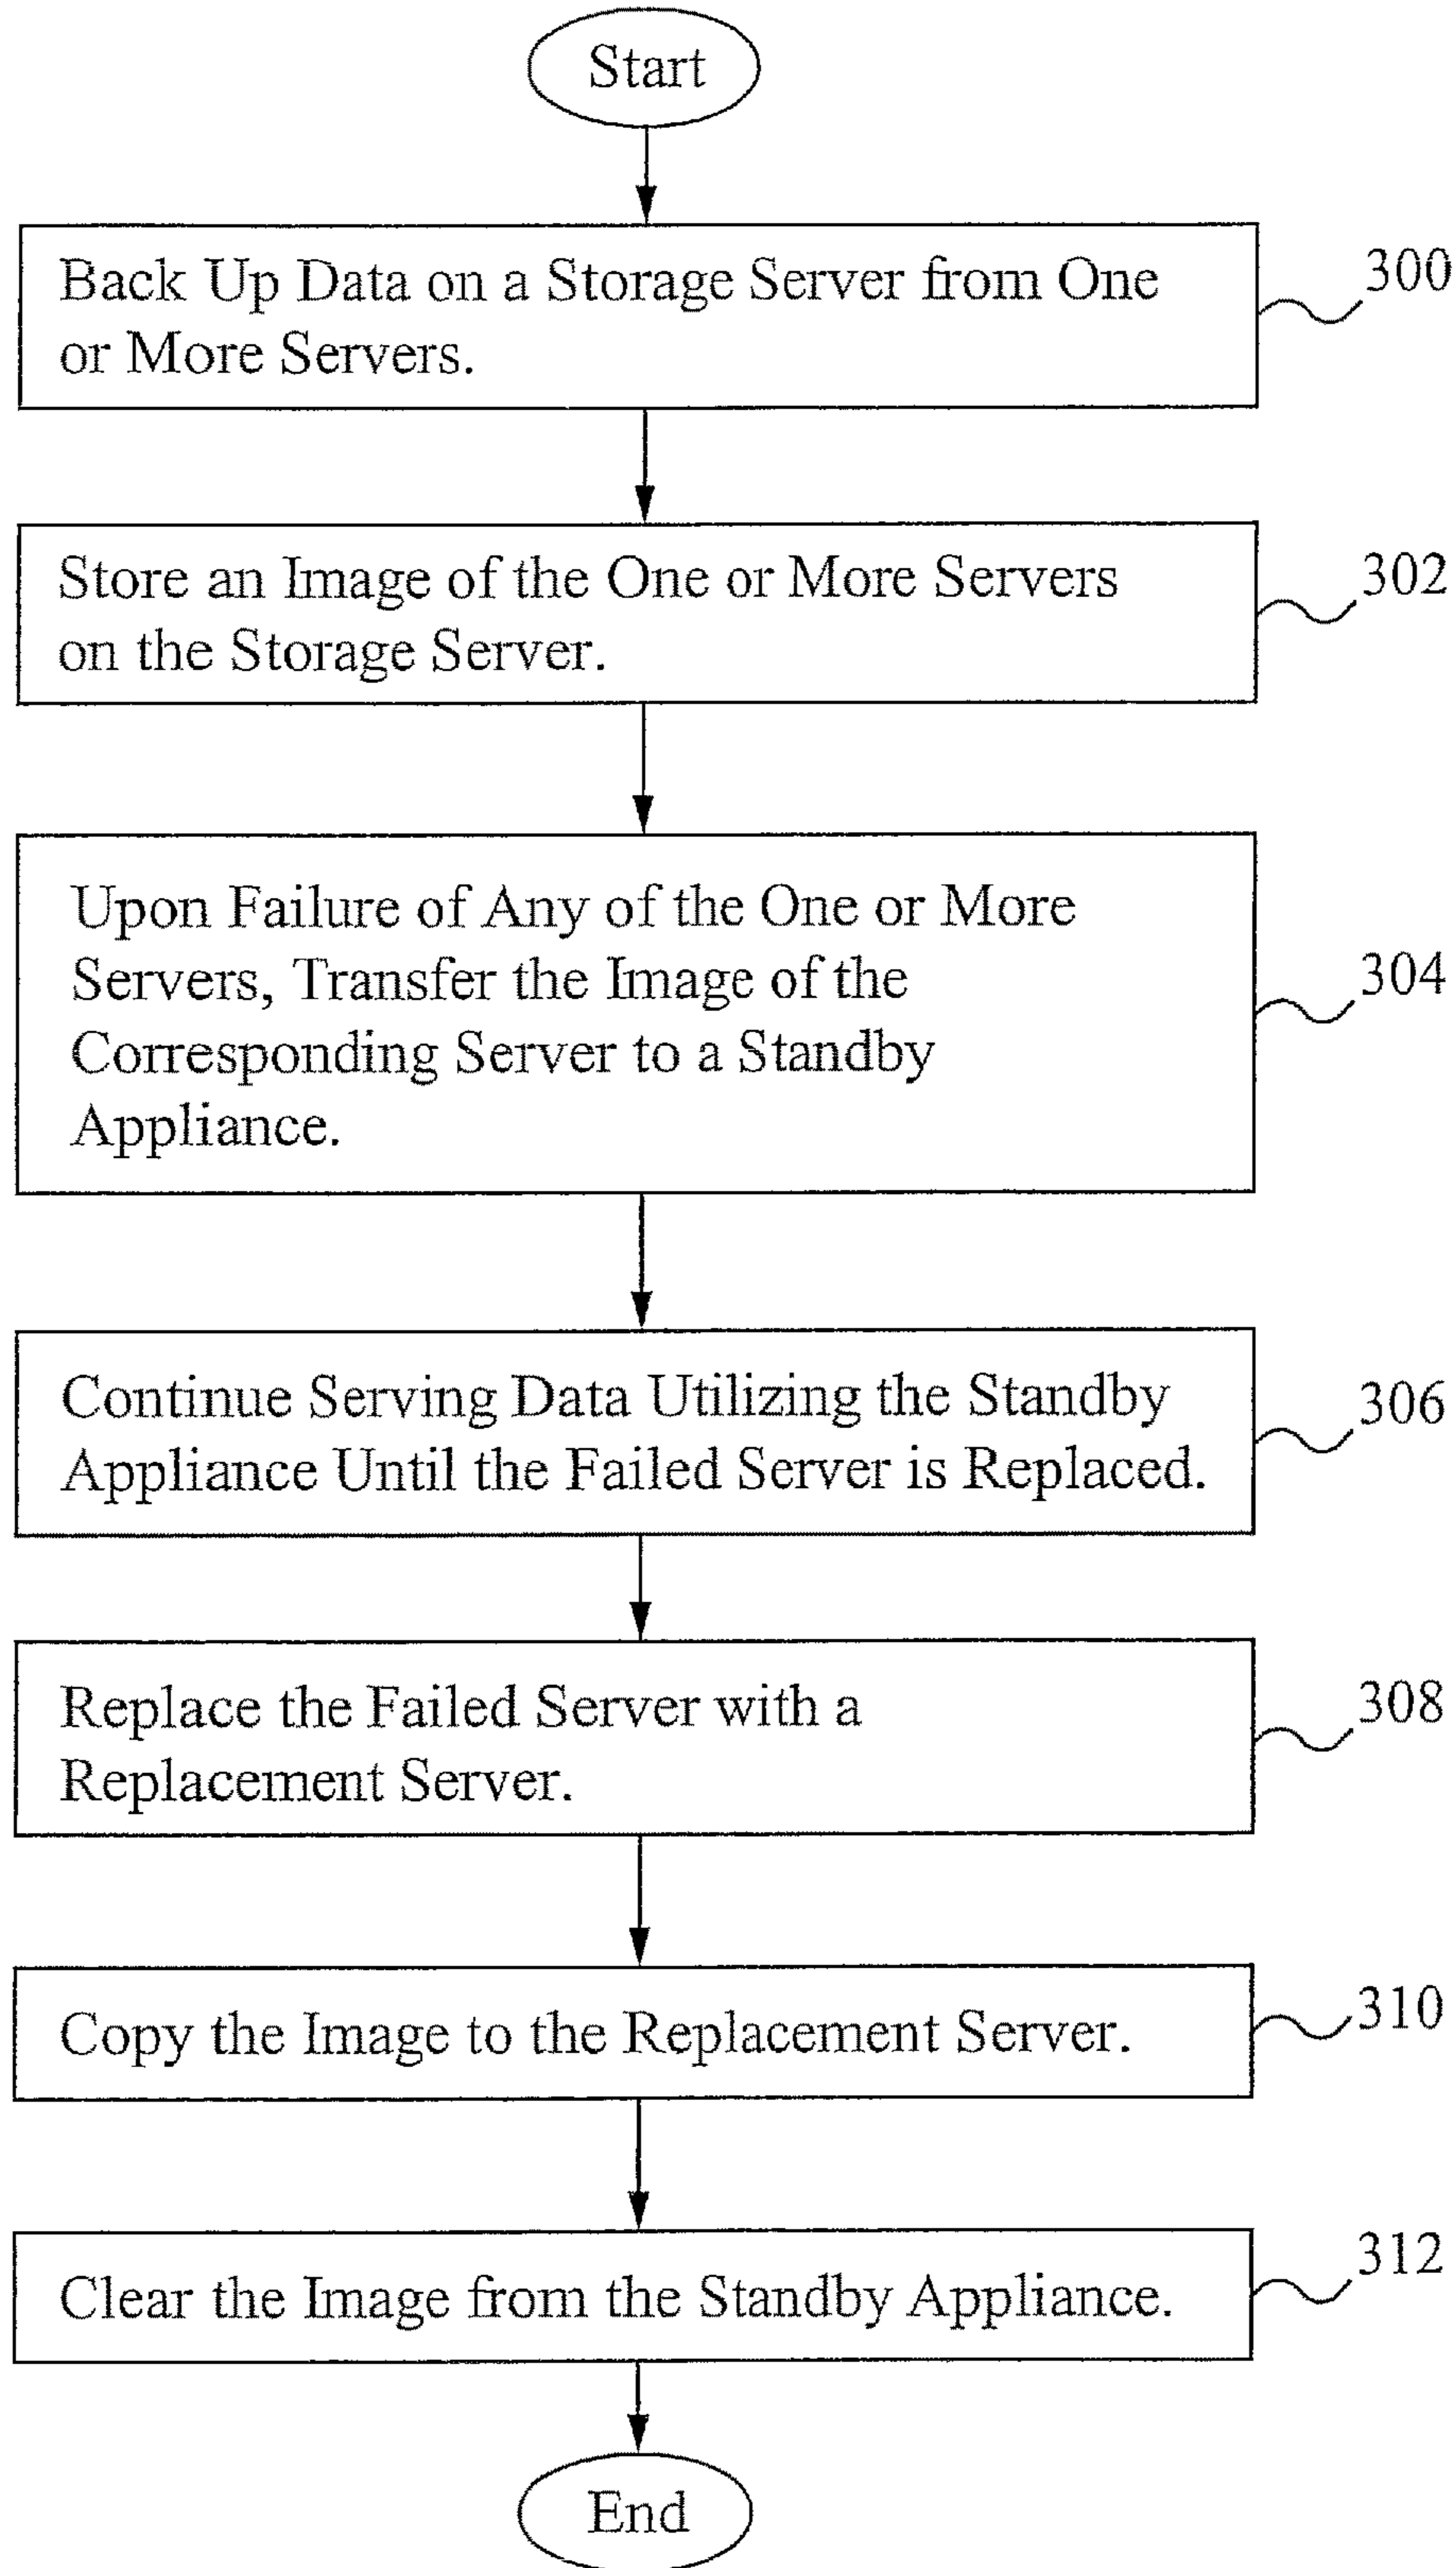 Start
Back Up Data on a Storage Server from One
or More Servers.
300
Store an Image of the One or More Servers
on the Storage Server.
302
Upon Failure of Any of the One or More
Servers, Transfer the Image of the
Corresponding Server to a Standby
Appliance.
304
Continue Serving Data Utilizing the Standby
Appliance Until the Failed Server is Replaced.
306
Replace the Failed Server with a
Replacement Server.
308
Copy the Image to the Replacement Server.
310
Clear the Image from the Standby Appliance.
312
End